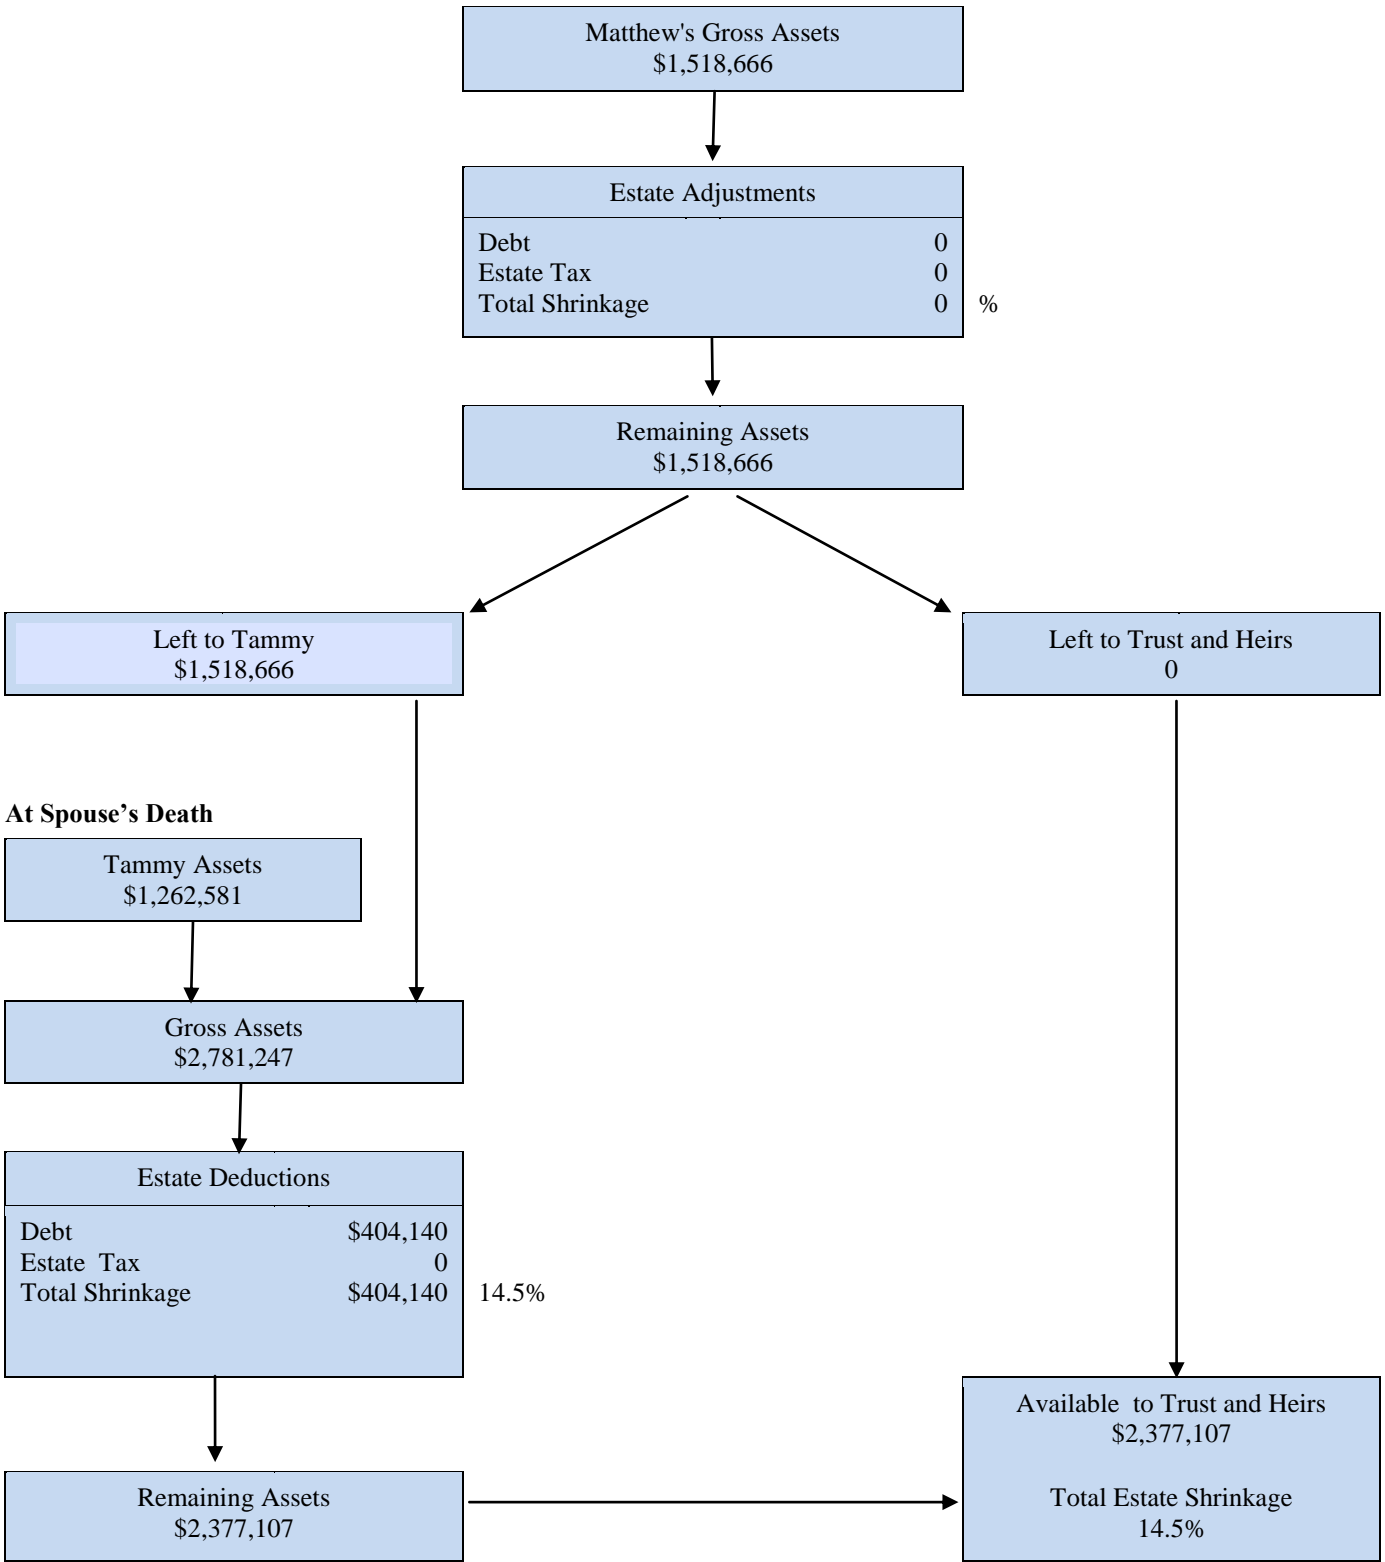 Matthew's Gross Assets
$1,518,666
Estate Adjustments
Debt 0
Estate Tax 0
Total Shrinkage 0 %
Remaining Assets
$1,518,666
Left to Tammy
$1,518,666
Left to Trust and Heirs
0
At Spouse’s Death
Tammy Assets
$1,262,581
Gross Assets
$2,781,247
Estate Deductions
Debt $404,140
Estate  Tax 0
Total Shrinkage $404,140 14.5%
Remaining Assets
$2,377,107
Available  to Trust and Heirs
$2,377,107
Total Estate Shrinkage
14.5%